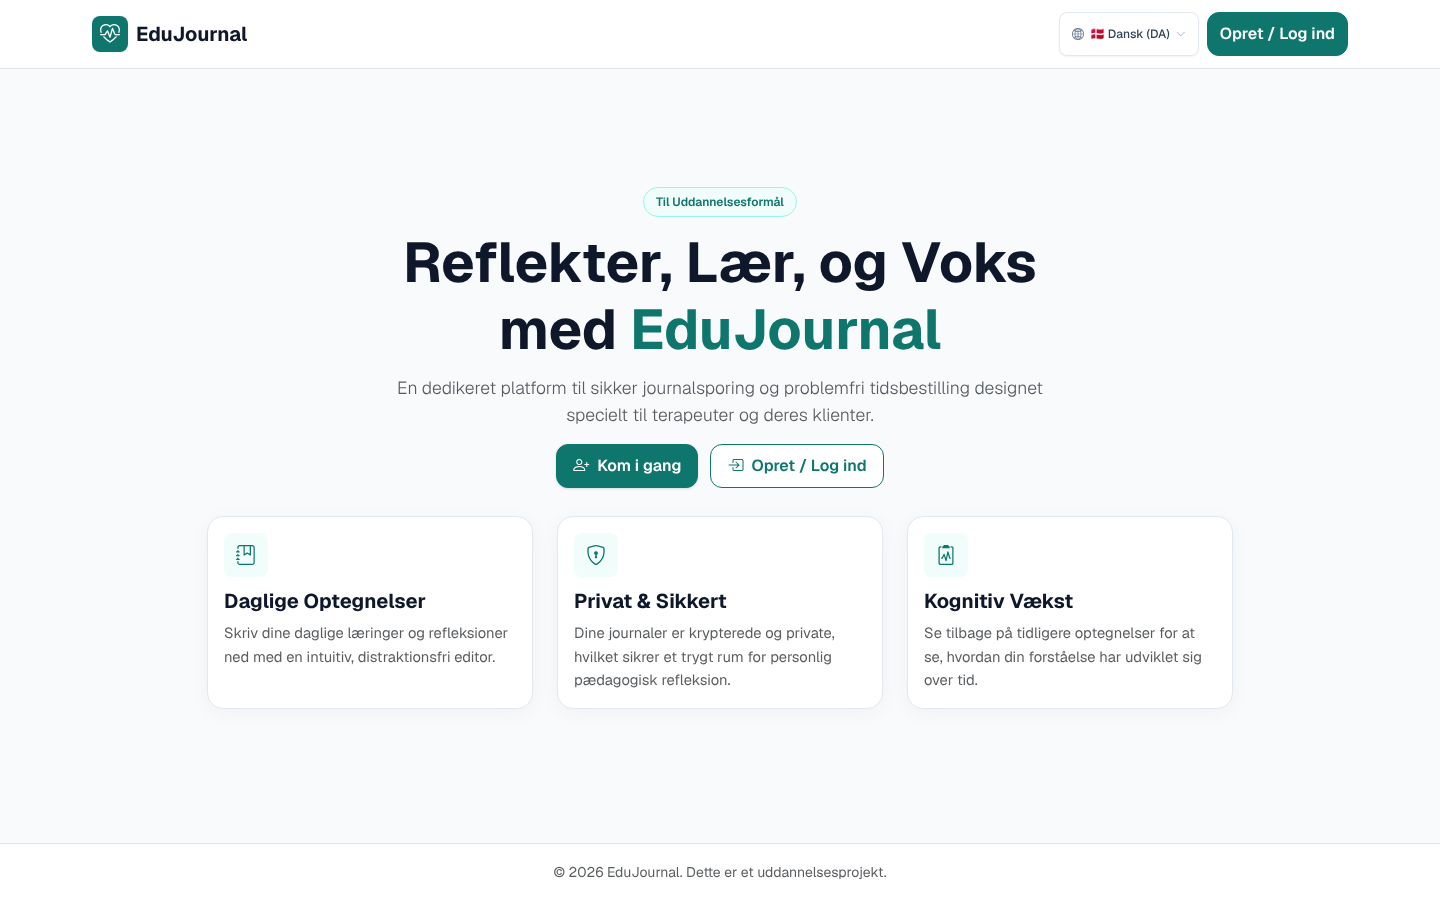 EduJournal
🇩🇰 Dansk (DA)
Opret / Log ind
Til Uddannelsesformål
Reflekter, Lær, og Voks
med EduJournal
En dedikeret platform til sikker journalsporing og problemfri tidsbestilling designet
specielt til terapeuter og deres klienter.
Kom i gang
Opret / Log ind
Daglige Optegnelser
Skriv dine daglige læringer og refleksioner
ned med en intuitiv, distraktionsfri editor.
Privat & Sikkert
Dine journaler er krypterede og private,
hvilket sikrer et trygt rum for personlig
pædagogisk refleksion.
Kognitiv Vækst
Se tilbage på tidligere optegnelser for at
se, hvordan din forståelse har udviklet sig
over tid.
© 2026 EduJournal. Dette er et uddannelsesprojekt.